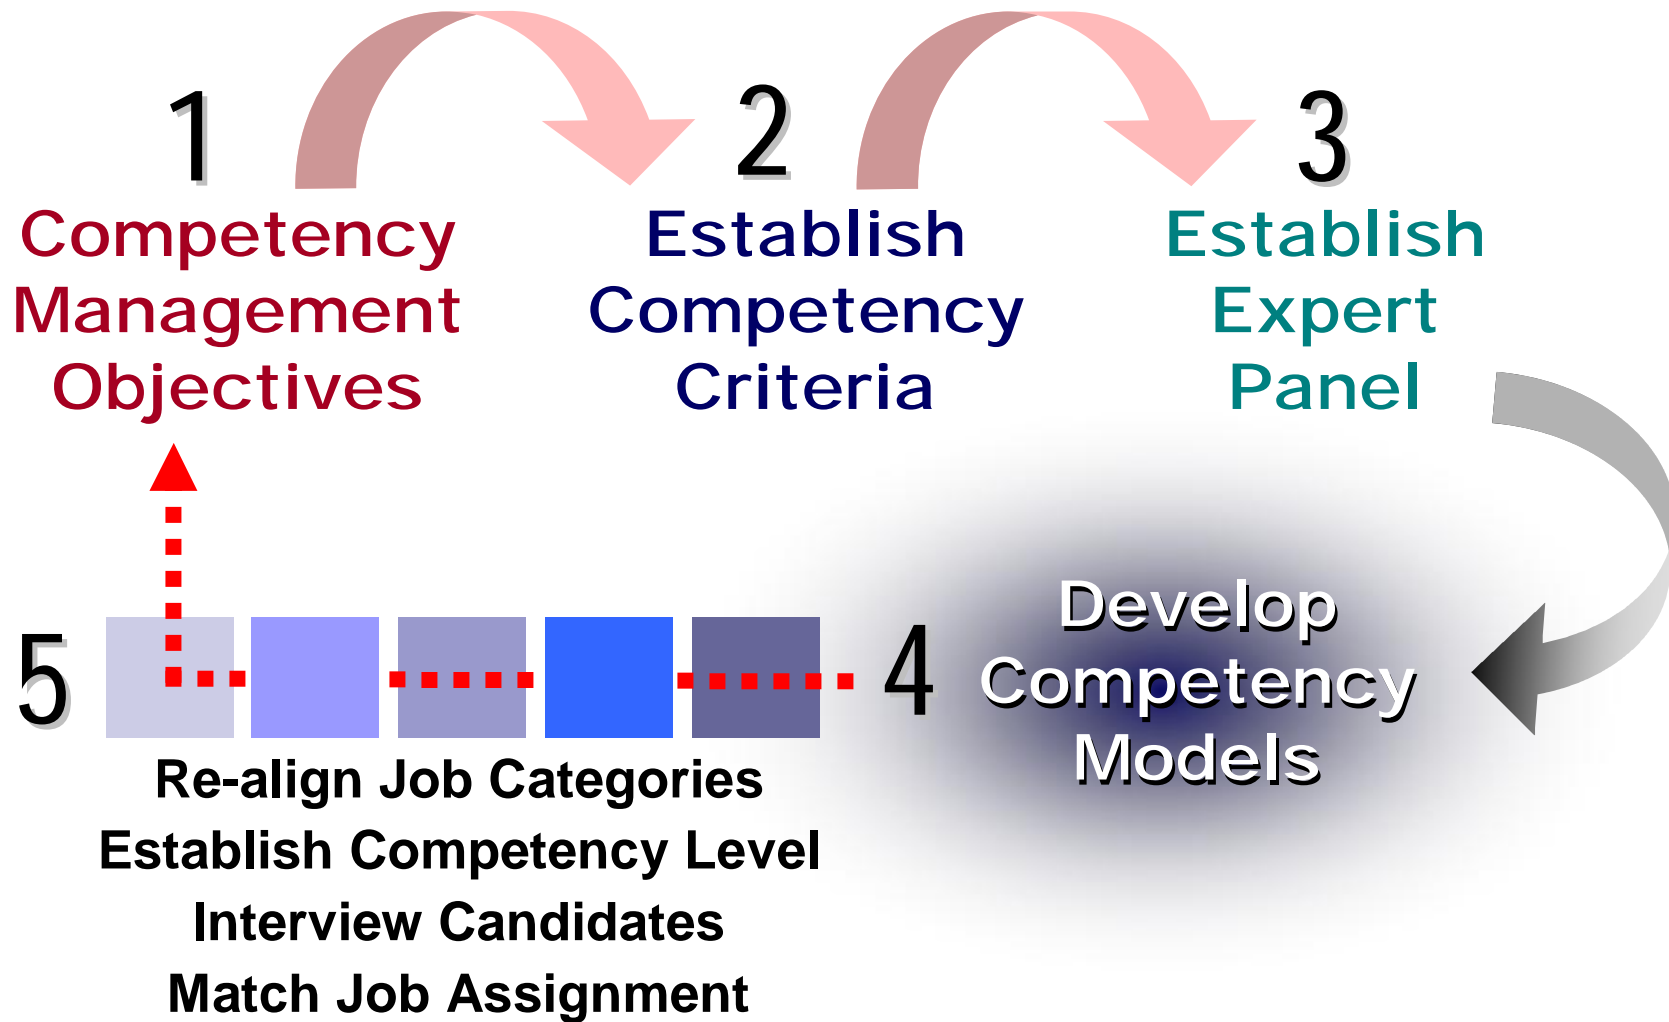 1
Competency
Management
Objectives
2
Establish
Competency
Criteria
3
Establish
Expert
Panel
4
Develop
Competency
Models
5
Re-align Job Categories
Establish Competency Level
Interview Candidates
Match Job Assignment